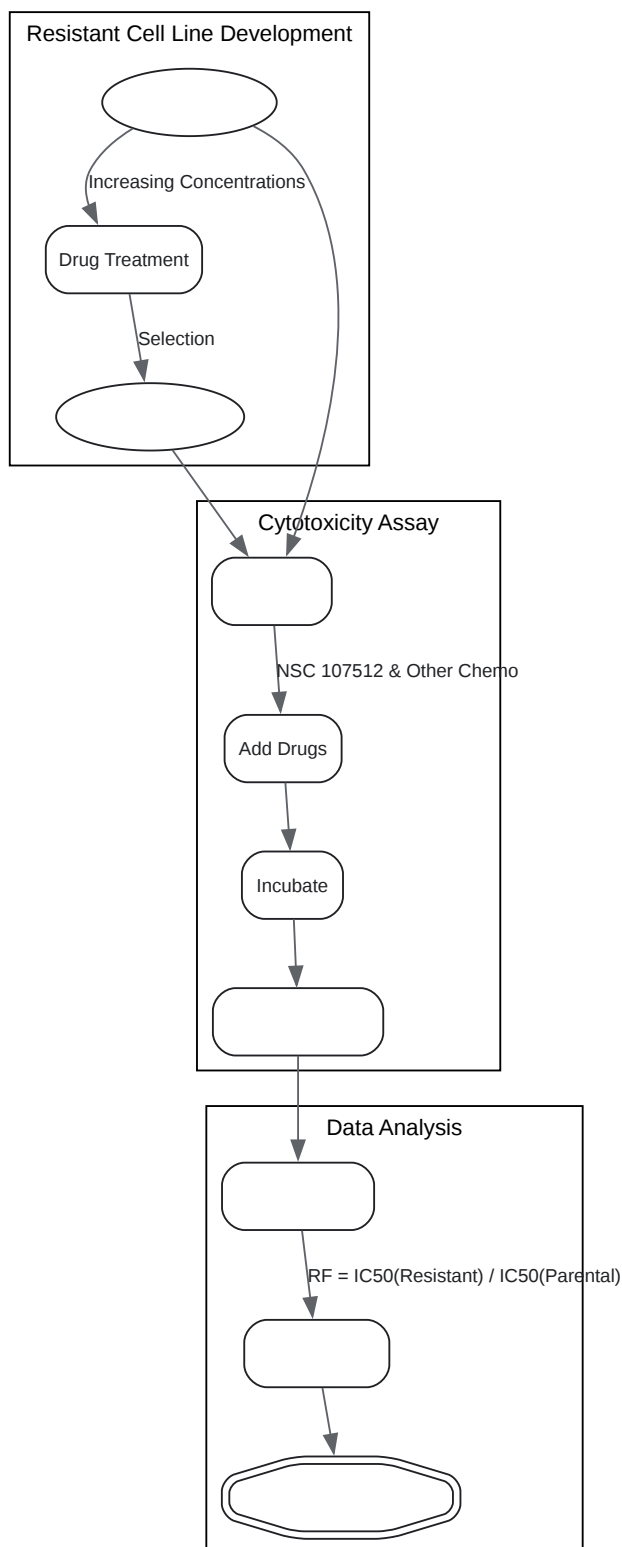 Resistant Cell Line Development
Increasing Concentrations
Drug Treatment
Selection
Cytotoxicity Assay
NSC 107512 & Other Chemo
Add Drugs
Incubate
Data Analysis
RF = IC50(Resistant) / IC50(Parental)